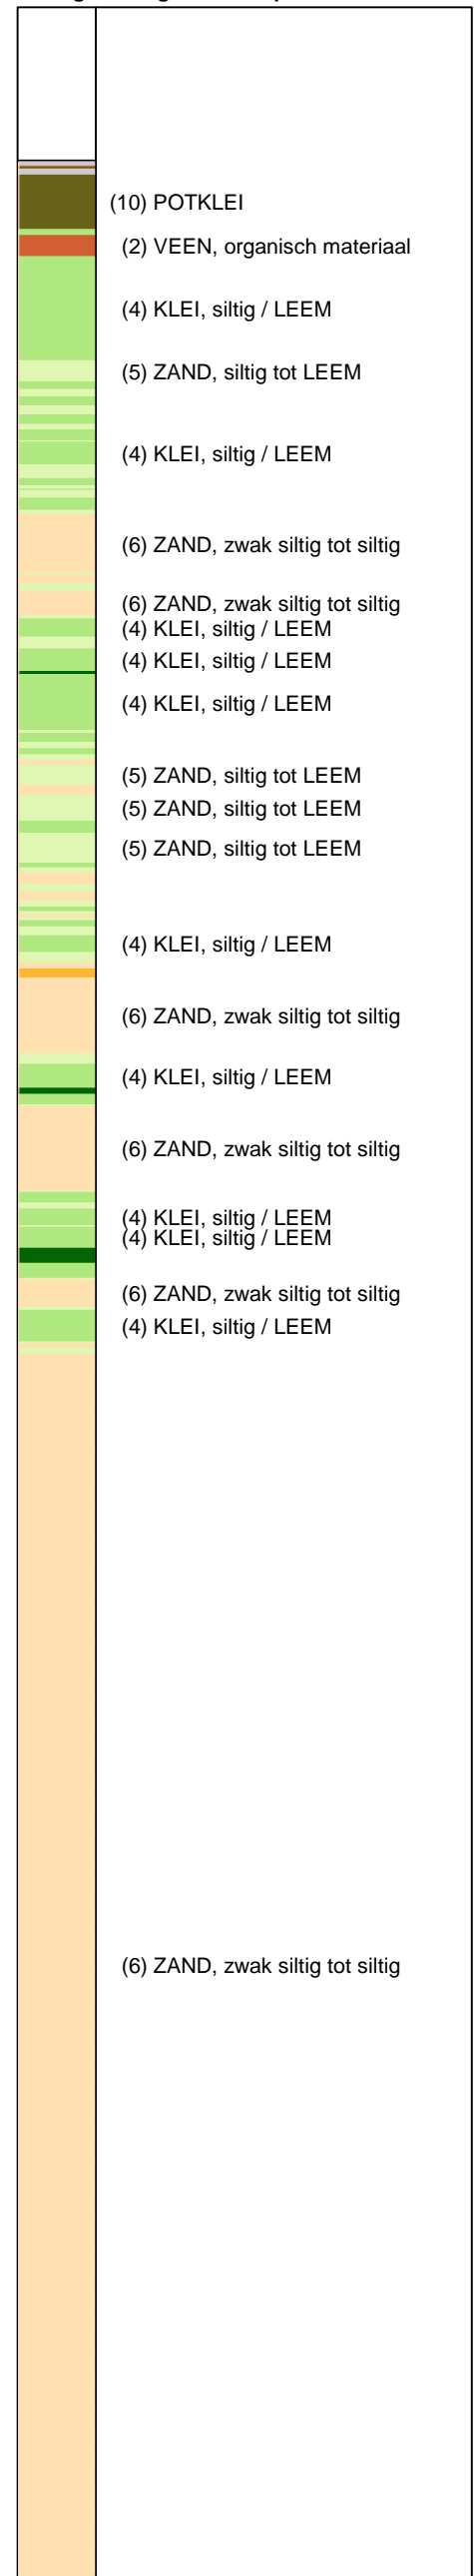 (10) POTKLEI
(2) VEEN, organisch materiaal
(4) KLEI, siltig / LEEM
(5) ZAND, siltig tot LEEM
(4) KLEI, siltig / LEEM
(6) ZAND, zwak siltig tot siltig
(6) ZAND, zwak siltig tot siltig
(4) KLEI, siltig / LEEM
(4) KLEI, siltig / LEEM
(4) KLEI, siltig / LEEM
(5) ZAND, siltig tot LEEM
(5) ZAND, siltig tot LEEM
(5) ZAND, siltig tot LEEM
(4) KLEI, siltig / LEEM
(6) ZAND, zwak siltig tot siltig
(4) KLEI, siltig / LEEM
(6) ZAND, zwak siltig tot siltig
(4) KLEI, siltig / LEEM
(4) KLEI, siltig / LEEM
(6) ZAND, zwak siltig tot siltig
(4) KLEI, siltig / LEEM
(6) ZAND, zwak siltig tot siltig